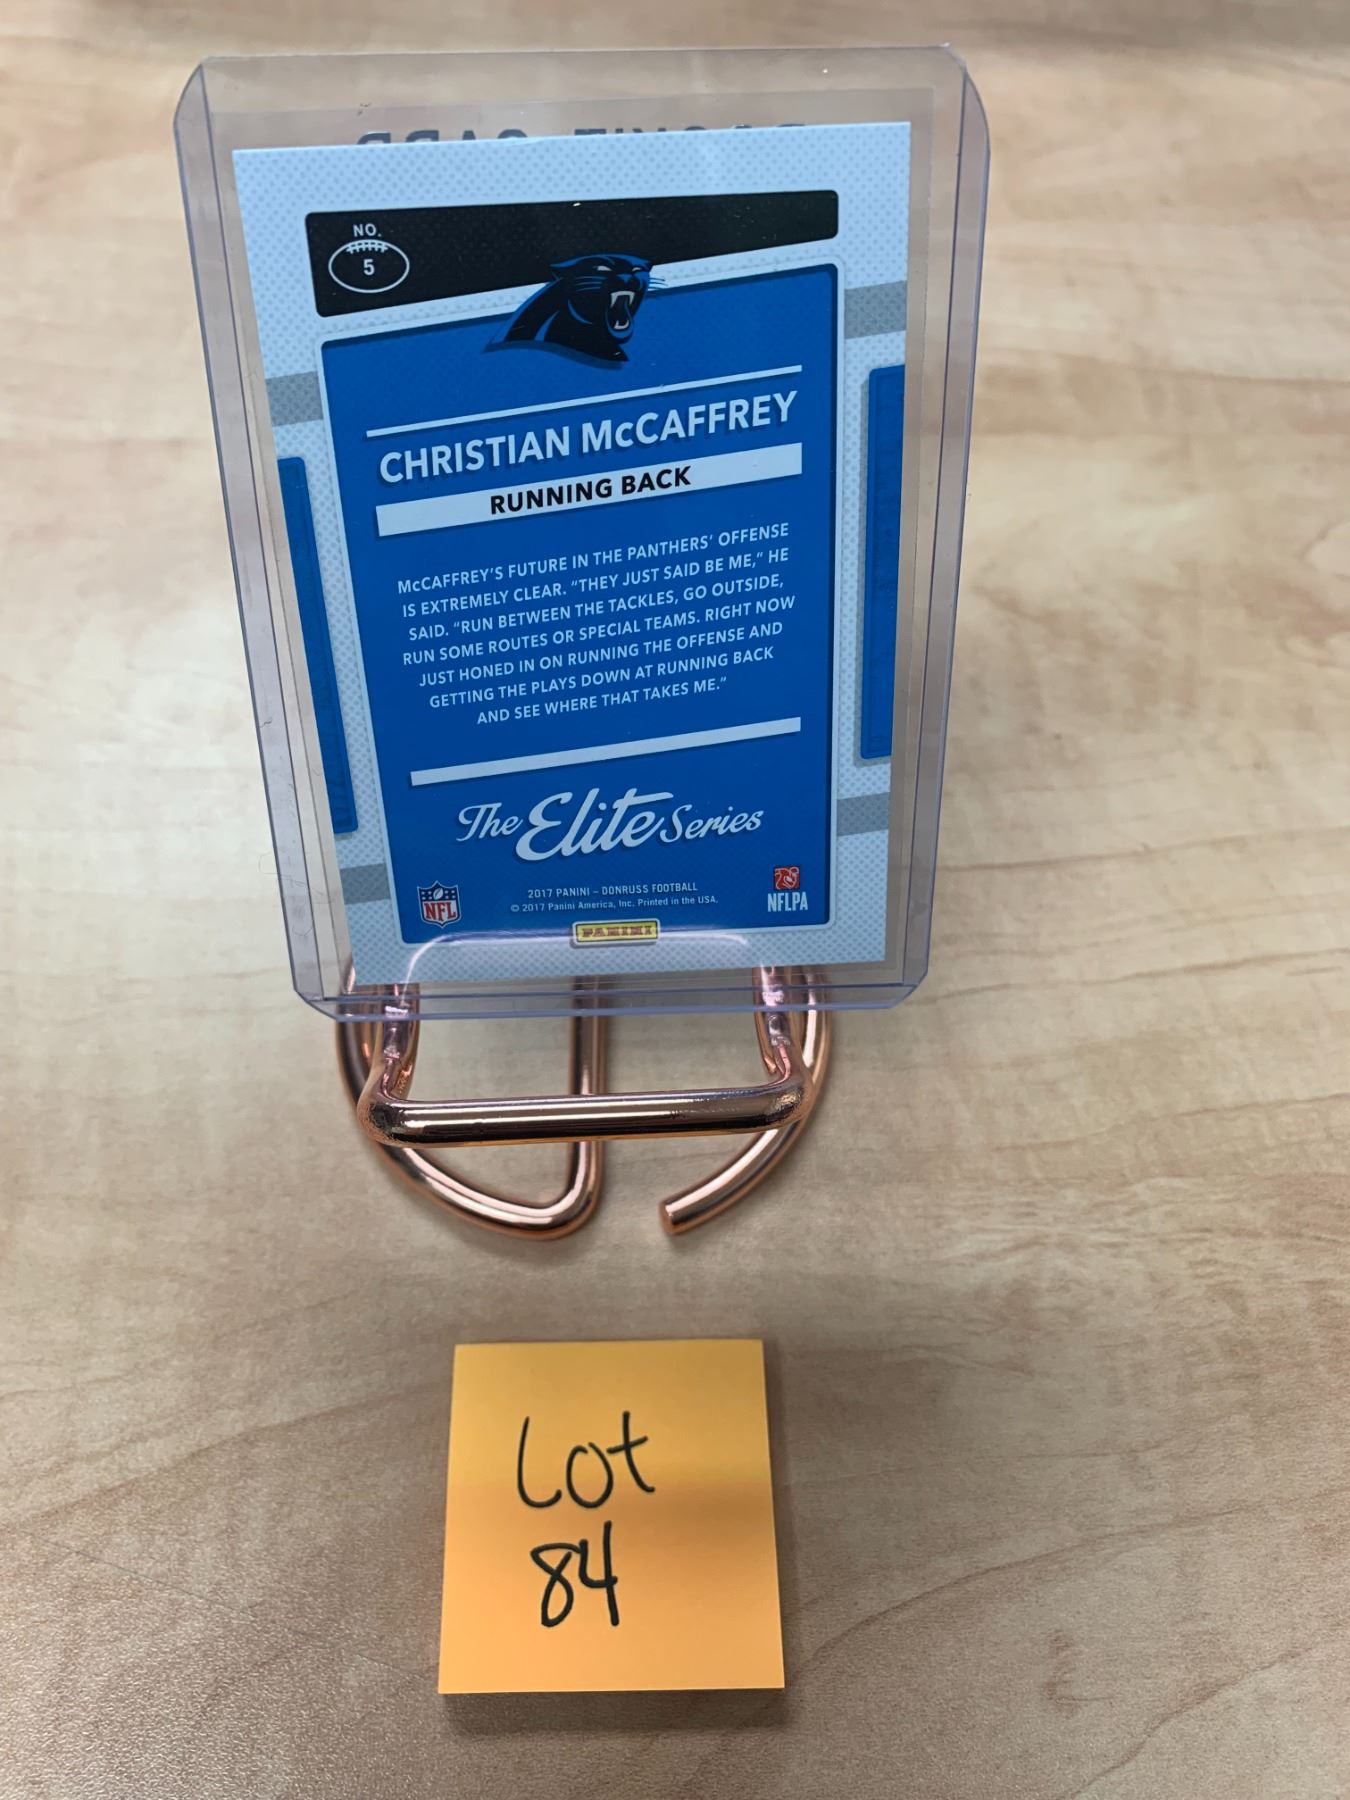 NO.
5
CHRISTIAN McCAFFREY
RUNNING BACK
McCAFFREY'S FUTURE IN THE PANTHERS' OFFENSE
IS EXTREMELY CLEAR. "THEY JUST SAID BE ME," HE
SAID. "RUN BETWEEN THE TACKLES, GO OUTSIDE,
RUN SOME ROUTES OR SPECIAL TEAMS. RIGHT NOW
JUST HONED IN ON RUNNING THE OFFENSE AND
GETTING THE PLAYS DOWN AT RUNNING BACK
AND SEE WHERE THAT TAKES ME."
The Elite Series
2017 PANINI – DONRUSS FOOTBALL
© 2017 Panini America, Inc. Printed in the USA.
NFL
NFLPA
PANINI
Lot
84